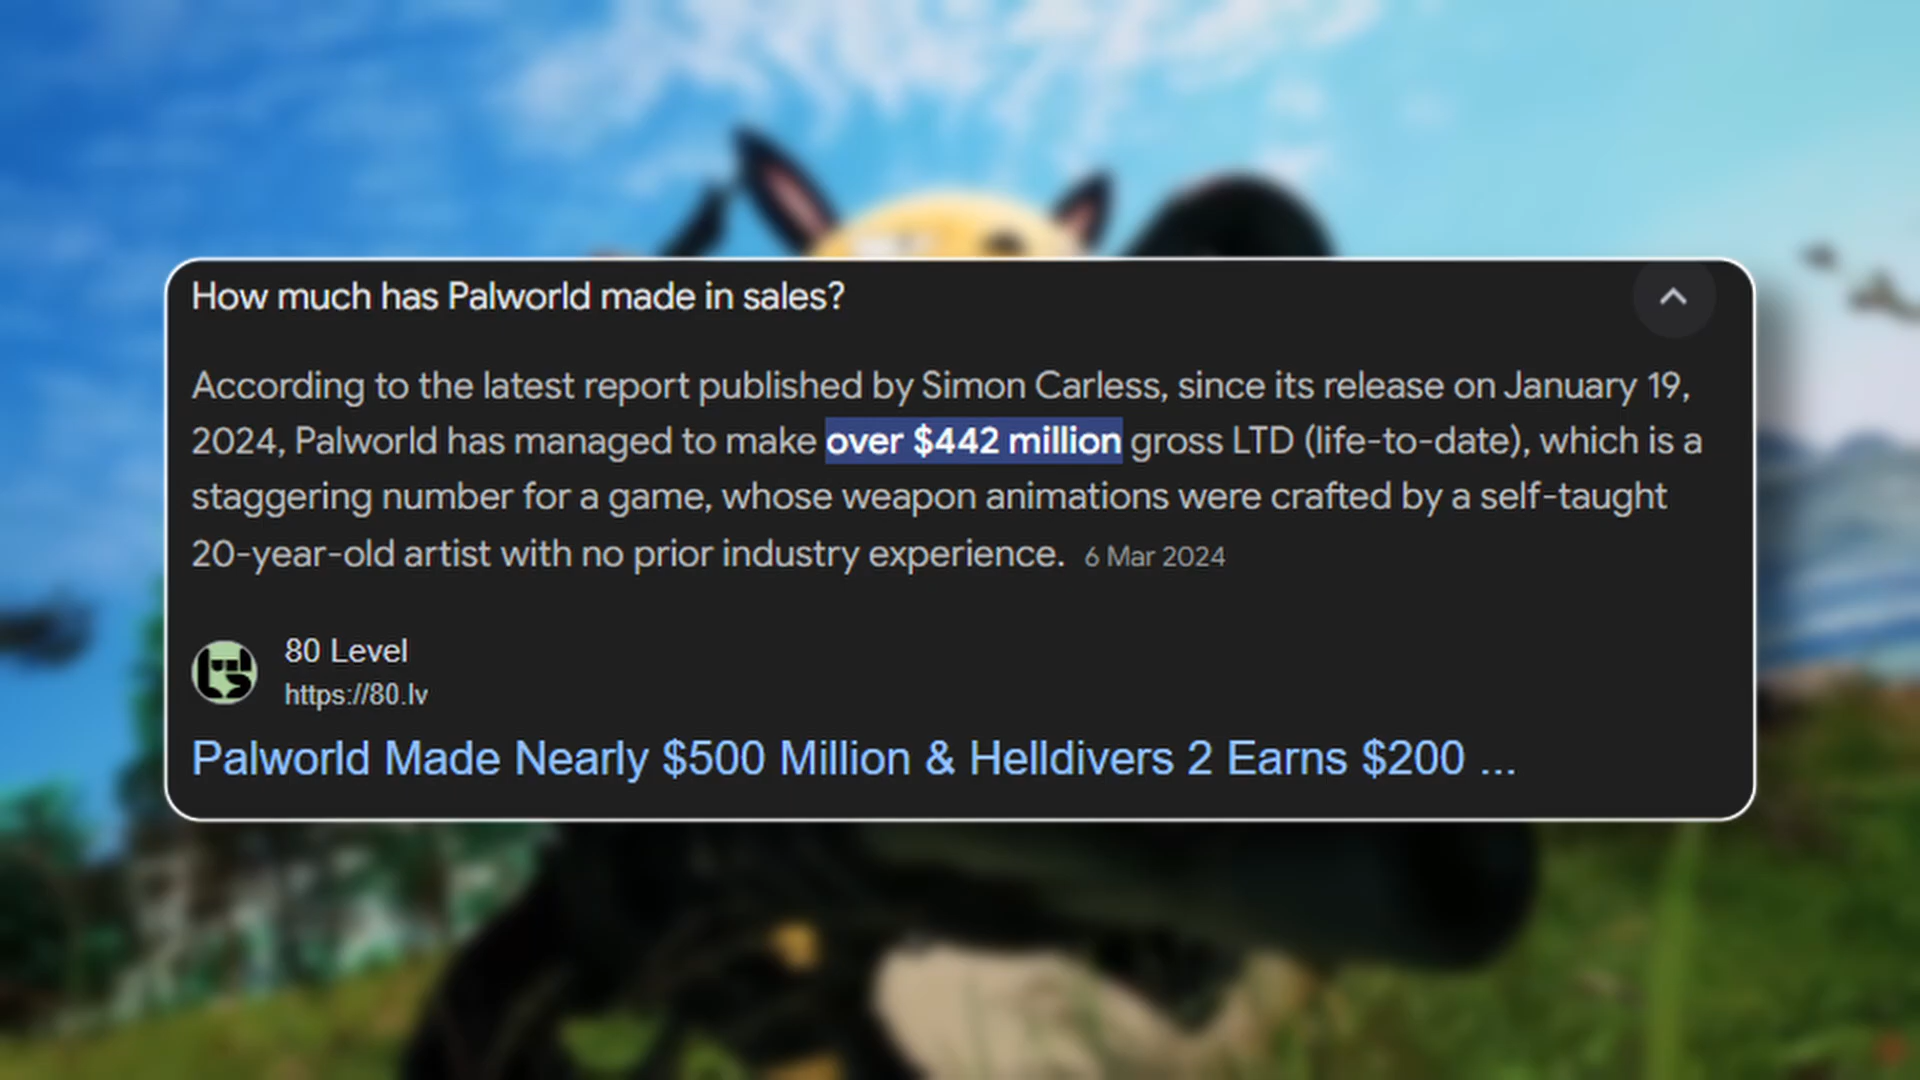 How much has Palworld made in sales?
According to the latest report published by Simon Carless, since its release on January 19,
2024, Palworld has managed to make over $442 million gross LTD (life-to-date), which is a
staggering number for a game, whose weapon animations were crafted by a self-taught
20-year-old artist with no prior industry experience. 6 Mar 2024
80 Level
https://80.lv
Palworld Made Nearly $500 Million & Helldivers 2 Earns $200 ...